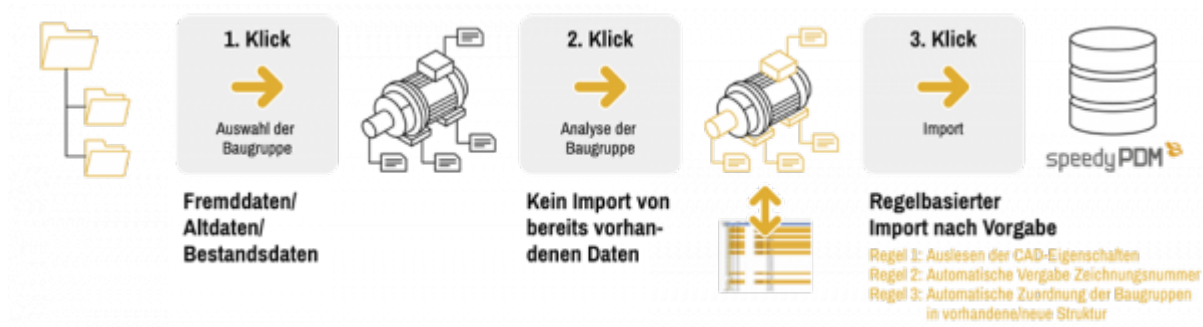 1. Klick
Auswahl der
Baugruppe
Fremddaten/
Altdaten/
Bestandsdaten
2. Klick
Analyse der
Baugruppe
Kein Import von
bereits vorhan-
denen Daten
3. Klick
Import
speedyPDM
Regelbasierter
Import nach Vorgabe
Regel 1: Auslesen der CAD-Eigenschaften
Regel 2: Automatische Vergabe Zeichnungsnummer
Regel 3: Automatische Zuordnung der Baugruppen
in vorhandene/neue Struktur